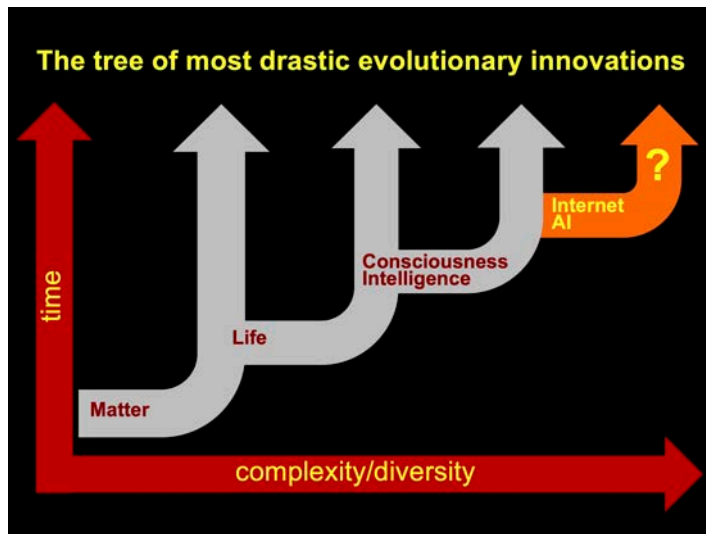 The tree of most drastic evolutionary innovations
?
Internet
AI
Consciousness
Intelligence
time
Life
Matter
complexity/diversity